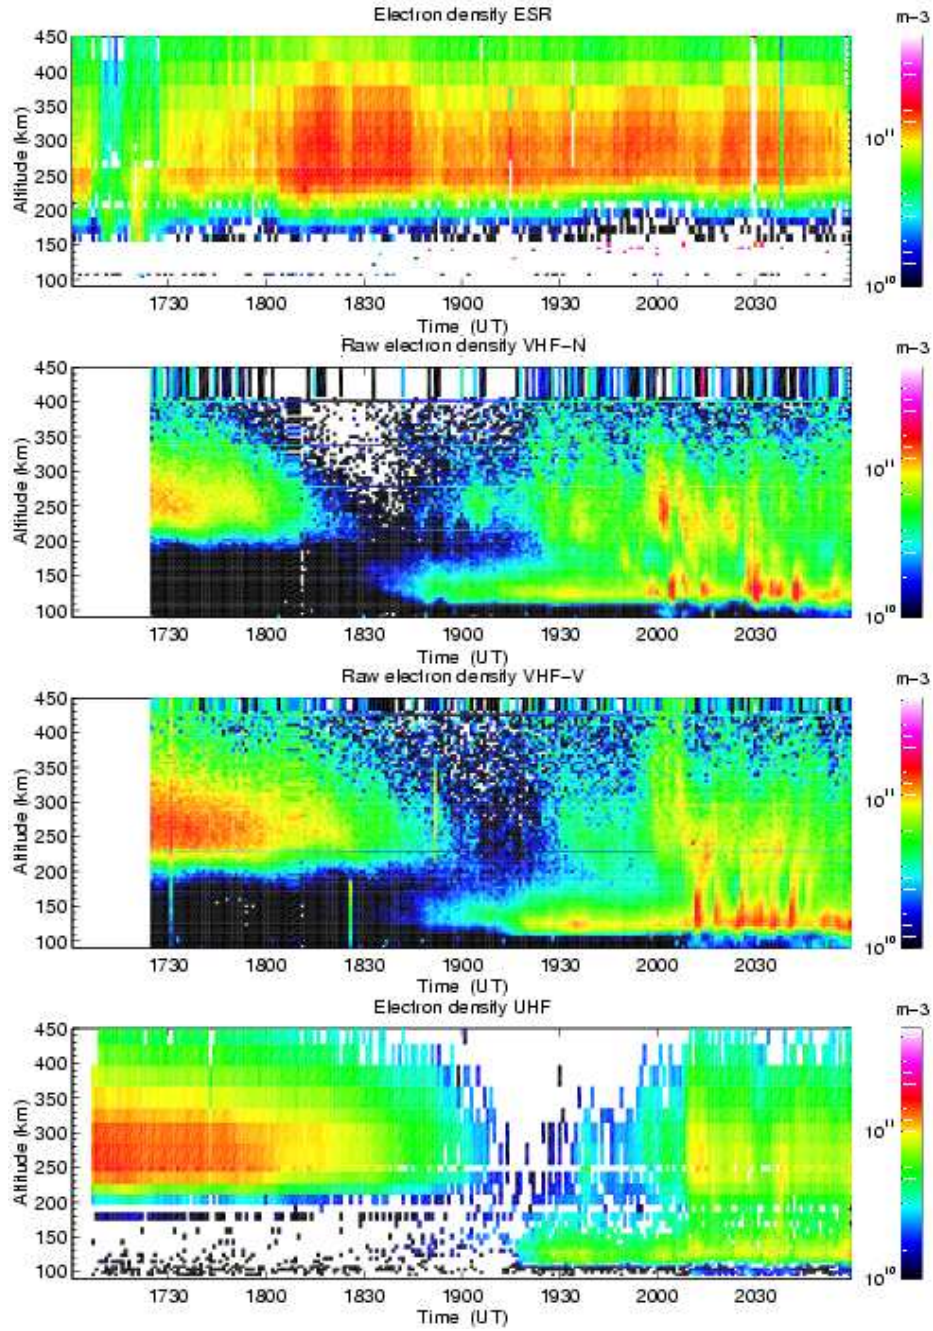 Electron density ESR
m-3
450
400
350
300
250
200
150
100
Altitude (km)
10¹¹
10¹⁰
1730 1800 1830 1900 1930 2000 2030
Time (UT)
Raw electron density VHF-N
m-3
450
400
350
300
250
200
150
100
Altitude (km)
10¹¹
10¹⁰
1730 1800 1830 1900 1930 2000 2030
Time (UT)
Raw electron density VHF-V
m-3
450
400
350
300
250
200
150
100
Altitude (km)
10¹¹
10¹⁰
1730 1800 1830 1900 1930 2000 2030
Time (UT)
Electron density UHF
m-3
450
400
350
300
250
200
150
100
Altitude (km)
10¹¹
10¹⁰
1730 1800 1830 1900 1930 2000 2030
Time (UT)